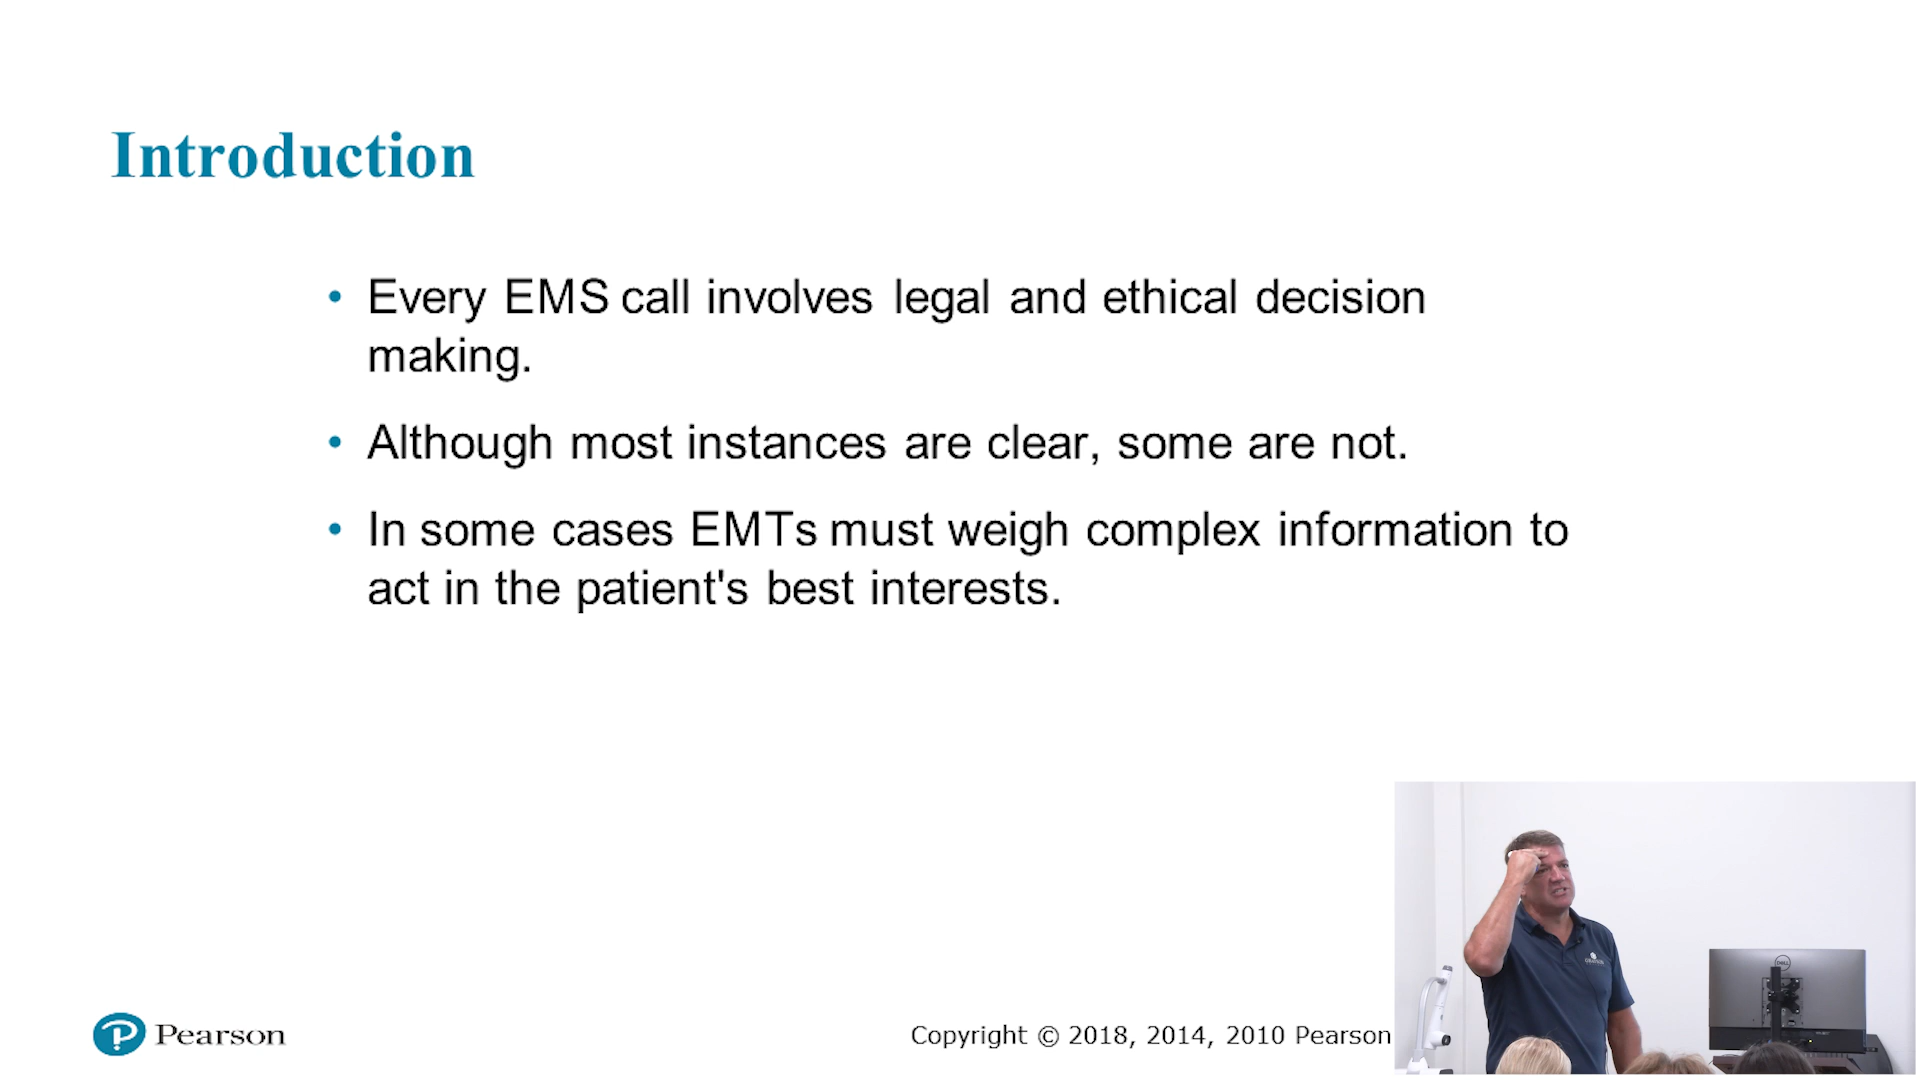 Introduction
• Every EMS call involves legal and ethical decision
making.
• Although most instances are clear, some are not.
• In some cases EMTs must weigh complex information to
act in the patient's best interests.
Pearson
Copyright © 2018, 2014, 2010 Pearson
DELL